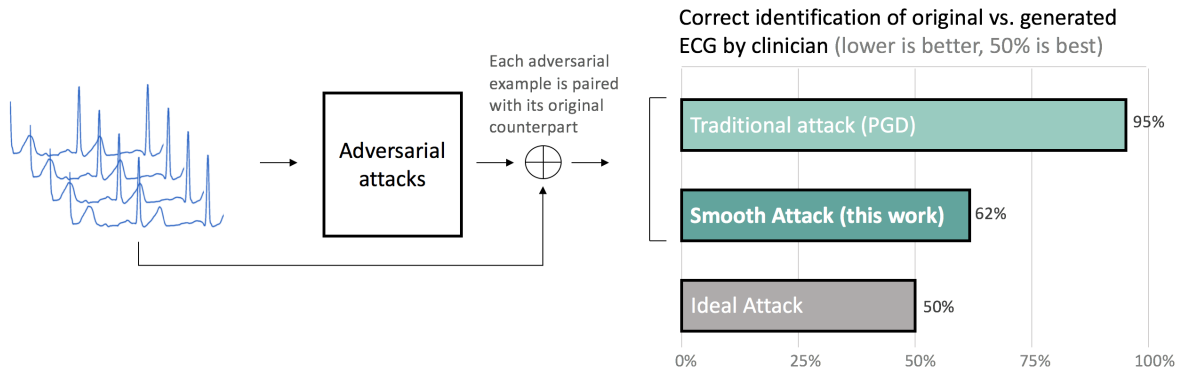 Correct identification of original vs. generated
ECG by clinician (lower is better, 50% is best)
Each adversarial
example is paired
with its original
counterpart
Adversarial
attacks
Traditional attack (PGD)
95%
Smooth Attack (this work)
62%
Ideal Attack
50%
0%
25%
50%
75%
100%